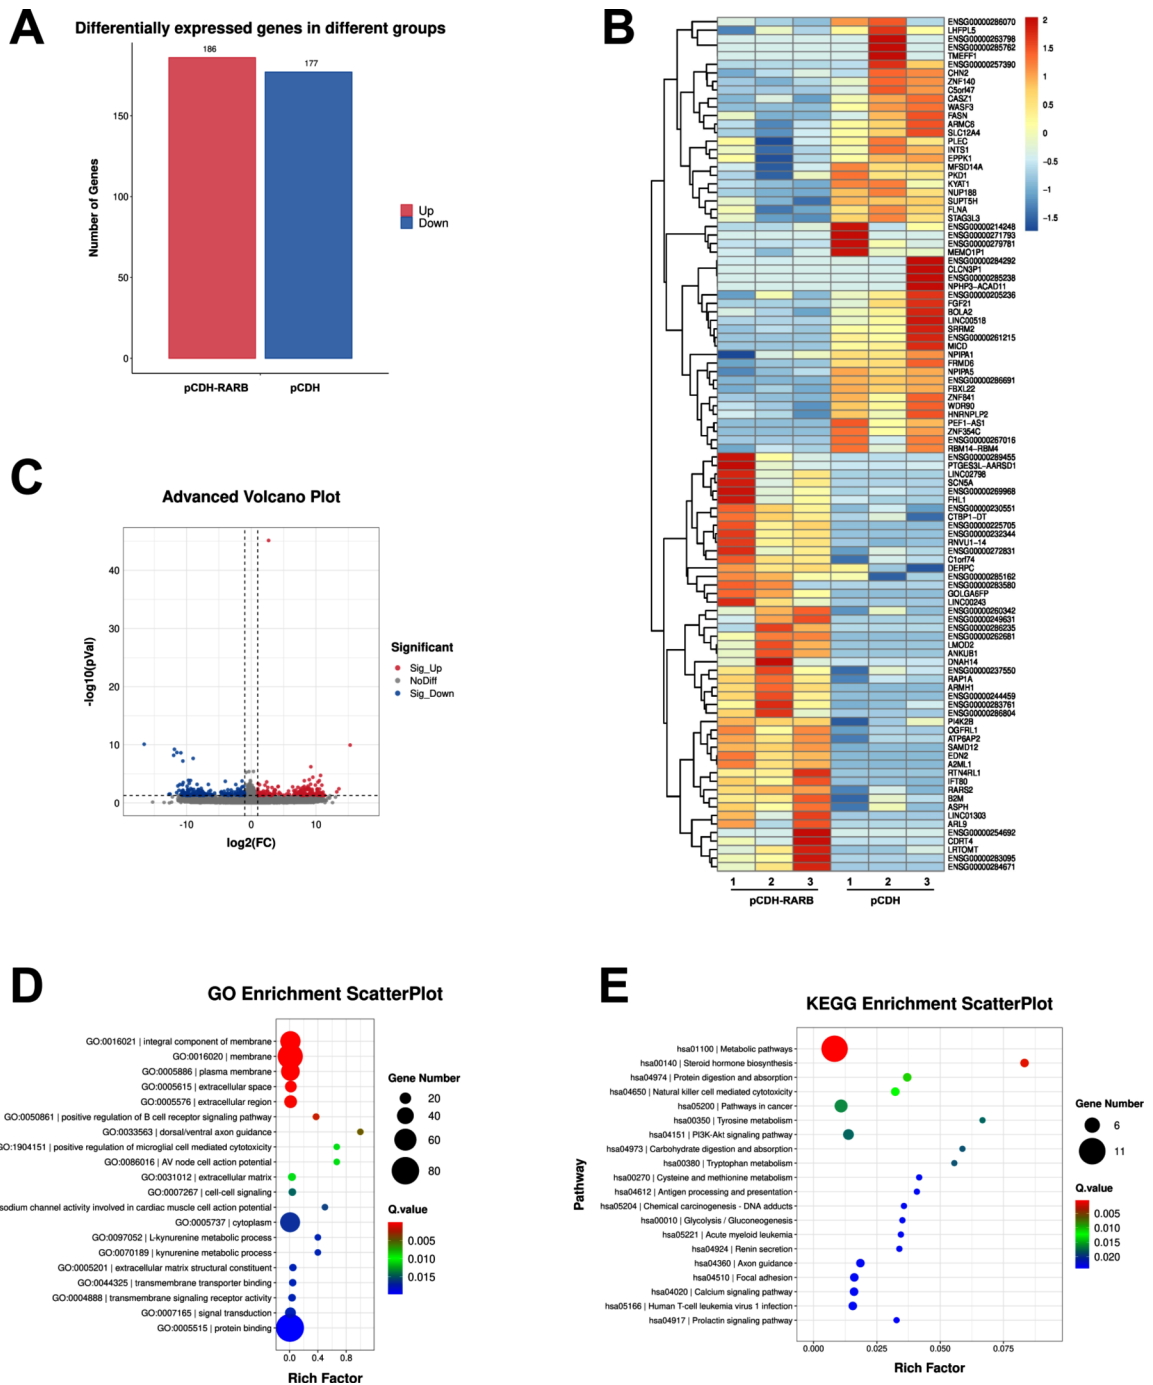 A
Differentially expressed genes in different groups
186
177
150
100
50
0
Number of Genes
Up
Down
pCDH-RARB
pCDH
B
ENSG00000286070
LHFPL5
ENSG00000263798
ENSG00000285762
TMEFF1
ENSG00000257390
CHN2
ZNF140
C5orf47
CASZ1
WASF3
FASN
ARMC6
SLC12A4
PLEC
INTS1
EPPK1
MFSD14A
PKD1
KYAT1
NUP188
SUPT5H
FLNA
STAG3L3
ENSG00000214248
ENSG00000271793
ENSG00000279781
MEMO1P1
ENSG00000284292
CLCN3P1
ENSG00000285238
NPHP3-ACAD11
ENSG00000205236
FGF21
BOLA2
LINC00518
SRRM2
ENSG00000261215
MICD
NPIPA1
FRMD6
NPIPA5
ENSG00000286691
FBXL22
ZNF841
WDR90
HNRNPLP2
PEF1-AS1
ZNF354C
ENSG00000267016
RBM14-RBM4
ENSG00000289455
PTGES3L-AARSD1
LINC02798
SCN5A
ENSG00000269968
FHL1
ENSG00000230551
CTBP1-DT
ENSG00000225705
ENSG00000232344
RNVU1-14
ENSG00000272831
C1orf74
DERPC
ENSG00000285162
ENSG00000283580
GOLGA6FP
LINC00243
ENSG00000260342
ENSG00000249631
ENSG00000286235
ENSG00000262681
LMOD2
ANKUB1
DNAH14
ENSG00000237550
RAP1A
ARMH1
ENSG00000244459
ENSG00000283761
ENSG00000286804
PI4K2B
OGFRL1
ATP6AP2
SAMD12
EDN2
A2ML1
RTN4RL1
IFT80
RARS2
B2M
ASPH
LINC01303
ARL9
ENSG00000254692
CDRT4
LRTOMT
ENSG00000283095
ENSG00000284671
2
1.5
1
0.5
0
-0.5
-1
-1.5
1 2 3 1 2 3
pCDH-RARB pCDH
C
Advanced Volcano Plot
40
30
20
10
0
-log10(pVal)
-10 0 10
log2(FC)
Significant
Sig_Up
NoDiff
Sig_Down
D
GO Enrichment ScatterPlot
GO:0016021 | integral component of membrane
GO:0016020 | membrane
GO:0005886 | plasma membrane
GO:0005615 | extracellular space
GO:0005576 | extracellular region
GO:0050861 | positive regulation of B cell receptor signaling pathway
GO:0033563 | dorsal/ventral axon guidance
GO:1904151 | positive regulation of microglial cell mediated cytotoxicity
GO:0086016 | AV node cell action potential
GO:0031012 | extracellular matrix
GO:0007267 | cell-cell signaling
sodium channel activity involved in cardiac muscle cell action potential
GO:0005737 | cytoplasm
GO:0097052 | L-kynurenine metabolic process
GO:0070189 | kynurenine metabolic process
GO:0005201 | extracellular matrix structural constituent
GO:0044325 | transmembrane transporter binding
GO:0004888 | transmembrane signaling receptor activity
GO:0007165 | signal transduction
GO:0005515 | protein binding
0.0 0.4 0.8
Rich Factor
Gene Number
20
40
60
80
Q.value
0.005
0.010
0.015
E
KEGG Enrichment ScatterPlot
Pathway
hsa01100 | Metabolic pathways
hsa00140 | Steroid hormone biosynthesis
hsa04974 | Protein digestion and absorption
hsa04650 | Natural killer cell mediated cytotoxicity
hsa05200 | Pathways in cancer
hsa00350 | Tyrosine metabolism
hsa04151 | PI3K-Akt signaling pathway
hsa04973 | Carbohydrate digestion and absorption
hsa00380 | Tryptophan metabolism
hsa00270 | Cysteine and methionine metabolism
hsa04612 | Antigen processing and presentation
hsa05204 | Chemical carcinogenesis - DNA adducts
hsa00010 | Glycolysis / Gluconeogenesis
hsa05221 | Acute myeloid leukemia
hsa04924 | Renin secretion
hsa04360 | Axon guidance
hsa04510 | Focal adhesion
hsa04020 | Calcium signaling pathway
hsa05166 | Human T-cell leukemia virus 1 infection
hsa04917 | Prolactin signaling pathway
0.000 0.025 0.050 0.075
Rich Factor
Gene Number
6
11
Q.value
0.005
0.010
0.015
0.020